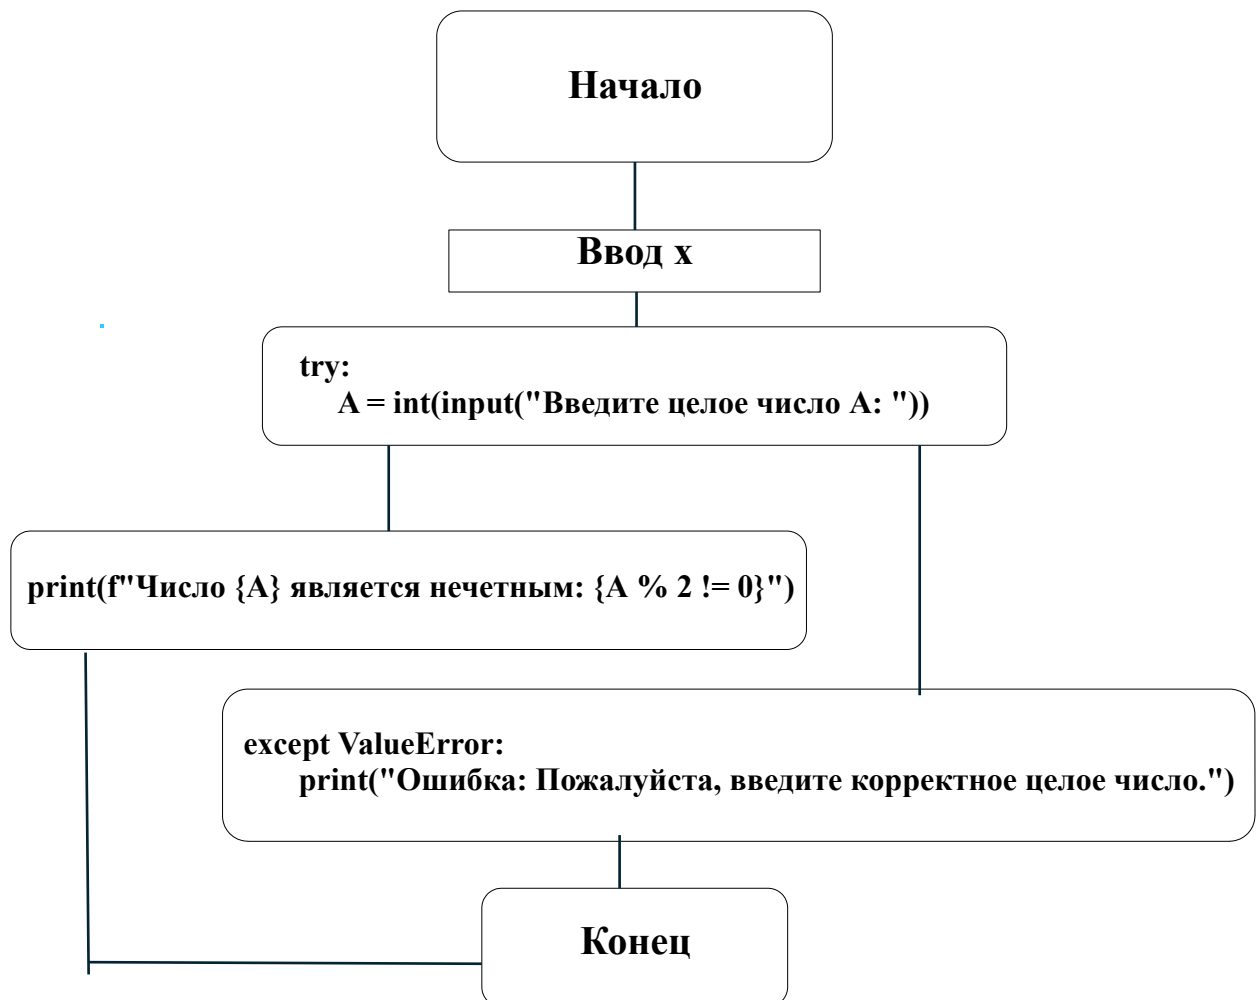 Начало
Ввод x
try:
A = int(input("Введите целое число A: "))
print(f"Число {A} является нечетным: {A % 2 != 0}")
except ValueError:
print("Ошибка: Пожалуйста, введите корректное целое число.")
Конец